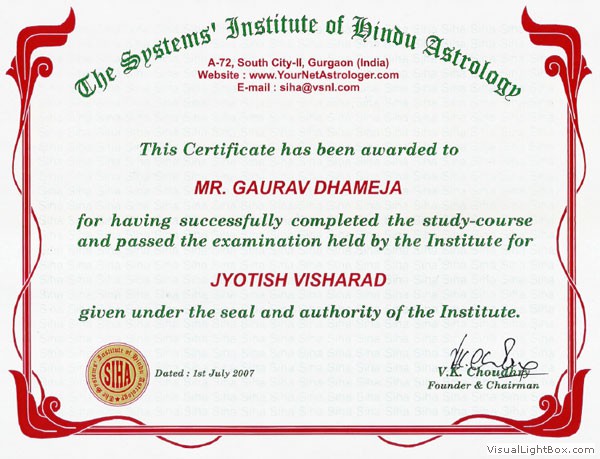 The Systems' Institute of Hindu Astrology
A-72, South City-II, Gurgaon (India)
Website : www.YourNetAstrologer.com
E-mail : siha@vsnl.com
This Certificate has been awarded to
MR. GAURAV DHAMEJA
for having successfully completed the study-course
and passed the examination held by the Institute for
JYOTISH VISHARAD
given under the seal and authority of the Institute.
The Systems' Institute of Hindu Astrology
SIHA
Dated : 1st July 2007
V.K. Choudhry
Founder & Chairman
VisualLightBox.com